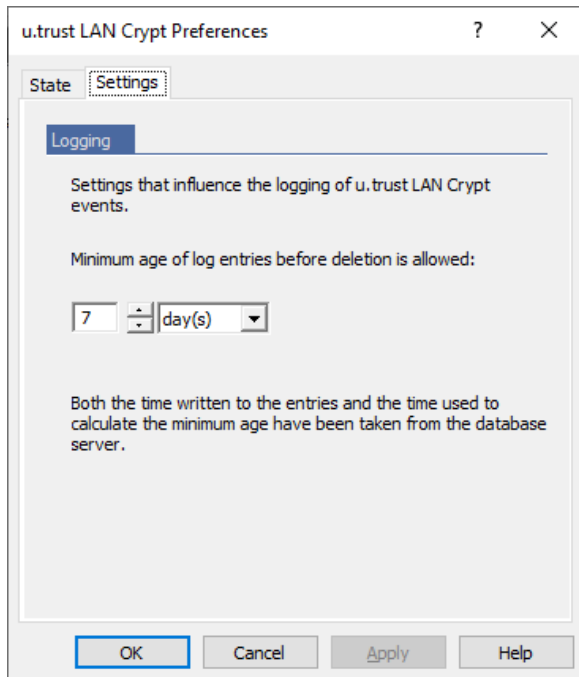 u.trust LAN Crypt Preferences ?
State Settings
Logging
Settings that influence the logging of u.trust LAN Crypt
events.
Minimum age of log entries before deletion is allowed:
7 day(s)
Both the time written to the entries and the time used to
calculate the minimum age have been taken from the database
server.
OK Cancel Apply Help